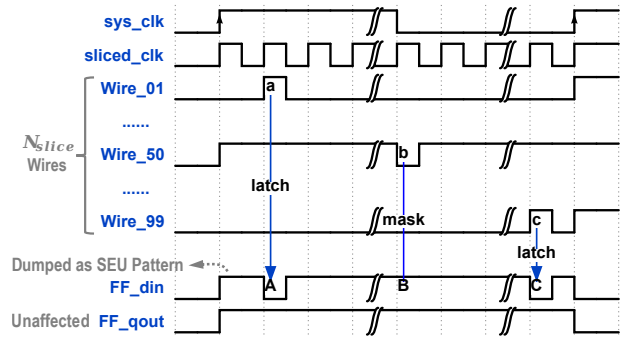 sys_clk
sliced_clk
Wire_01
a
......
N_slice
Wires
Wire_50
b
latch
......
Wire_99
mask
c
latch
Dumped as SEU Pattern
FF_din
A
B
C
Unaffected FF_qout